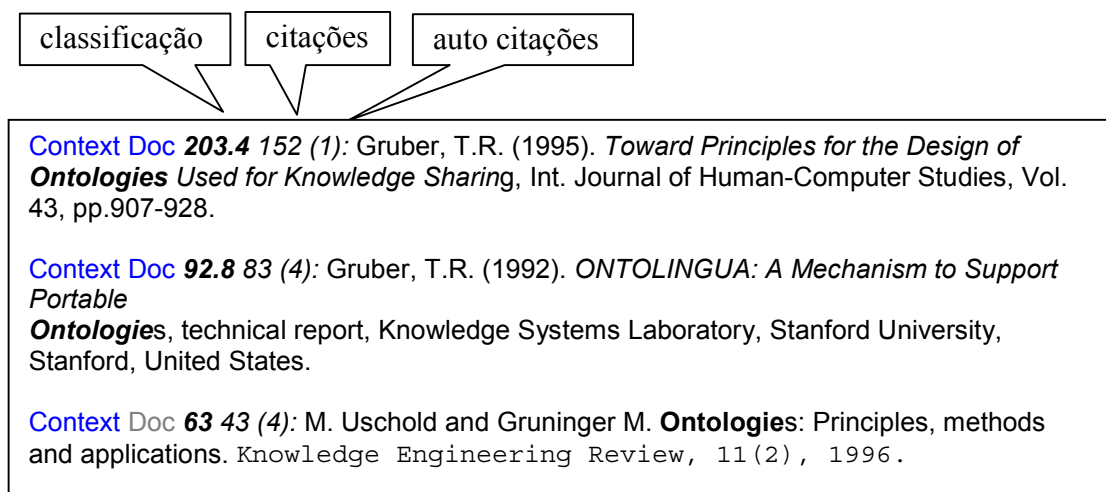 classificação citações auto citações
Context Doc 203.4 152 (1): Gruber, T.R. (1995). Toward Principles for the Design of
Ontologies Used for Knowledge Sharing, Int. Journal of Human-Computer Studies, Vol.
43, pp.907-928.
Context Doc 92.8 83 (4): Gruber, T.R. (1992). ONTOLINGUA: A Mechanism to Support
Portable
Ontologies, technical report, Knowledge Systems Laboratory, Stanford University,
Stanford, United States.
Context Doc 63 43 (4): M. Uschold and Gruninger M. Ontologies: Principles, methods
and applications. Knowledge Engineering Review, 11(2), 1996.